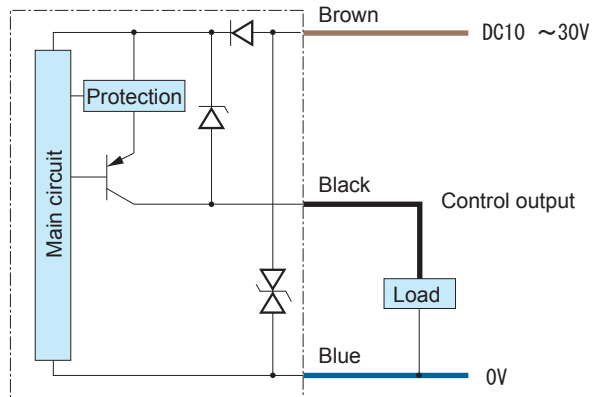 Brown
DC10 ～30V
Protection
Main circuit
Black
Control output
Load
Blue
0V